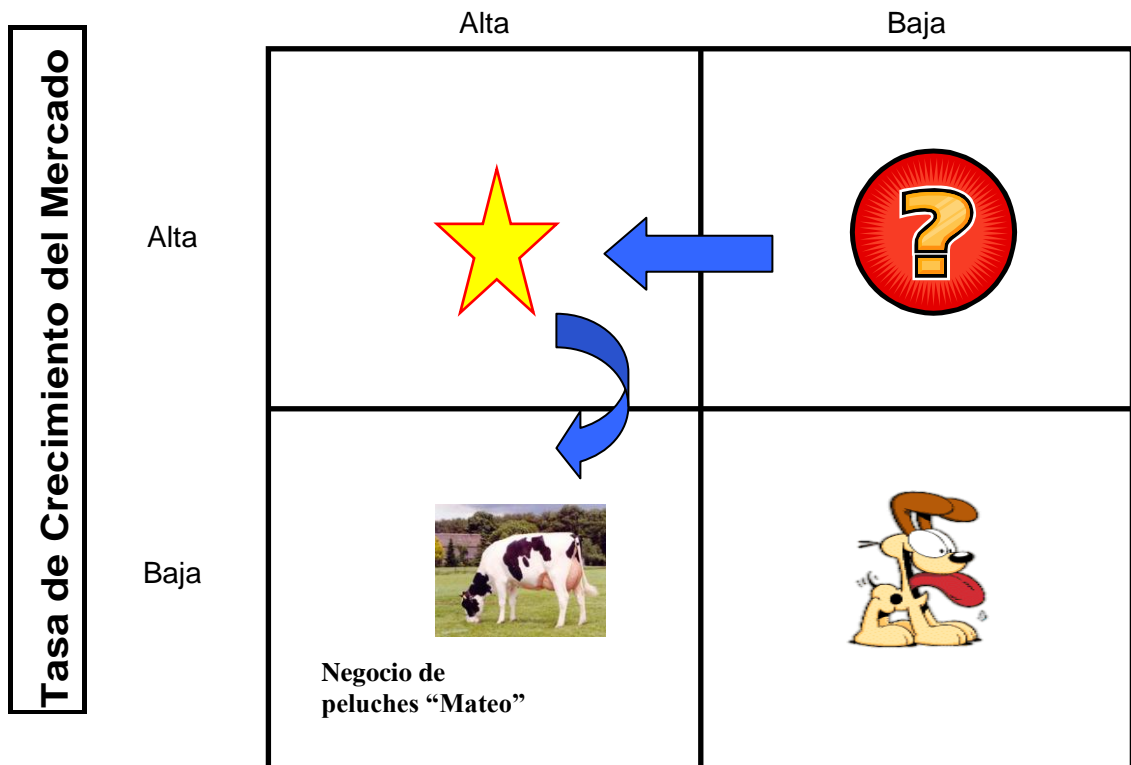 Alta
Baja
Tasa de Crecimiento del Mercado
Alta
?
Baja
Negocio de
peluches “Mateo”